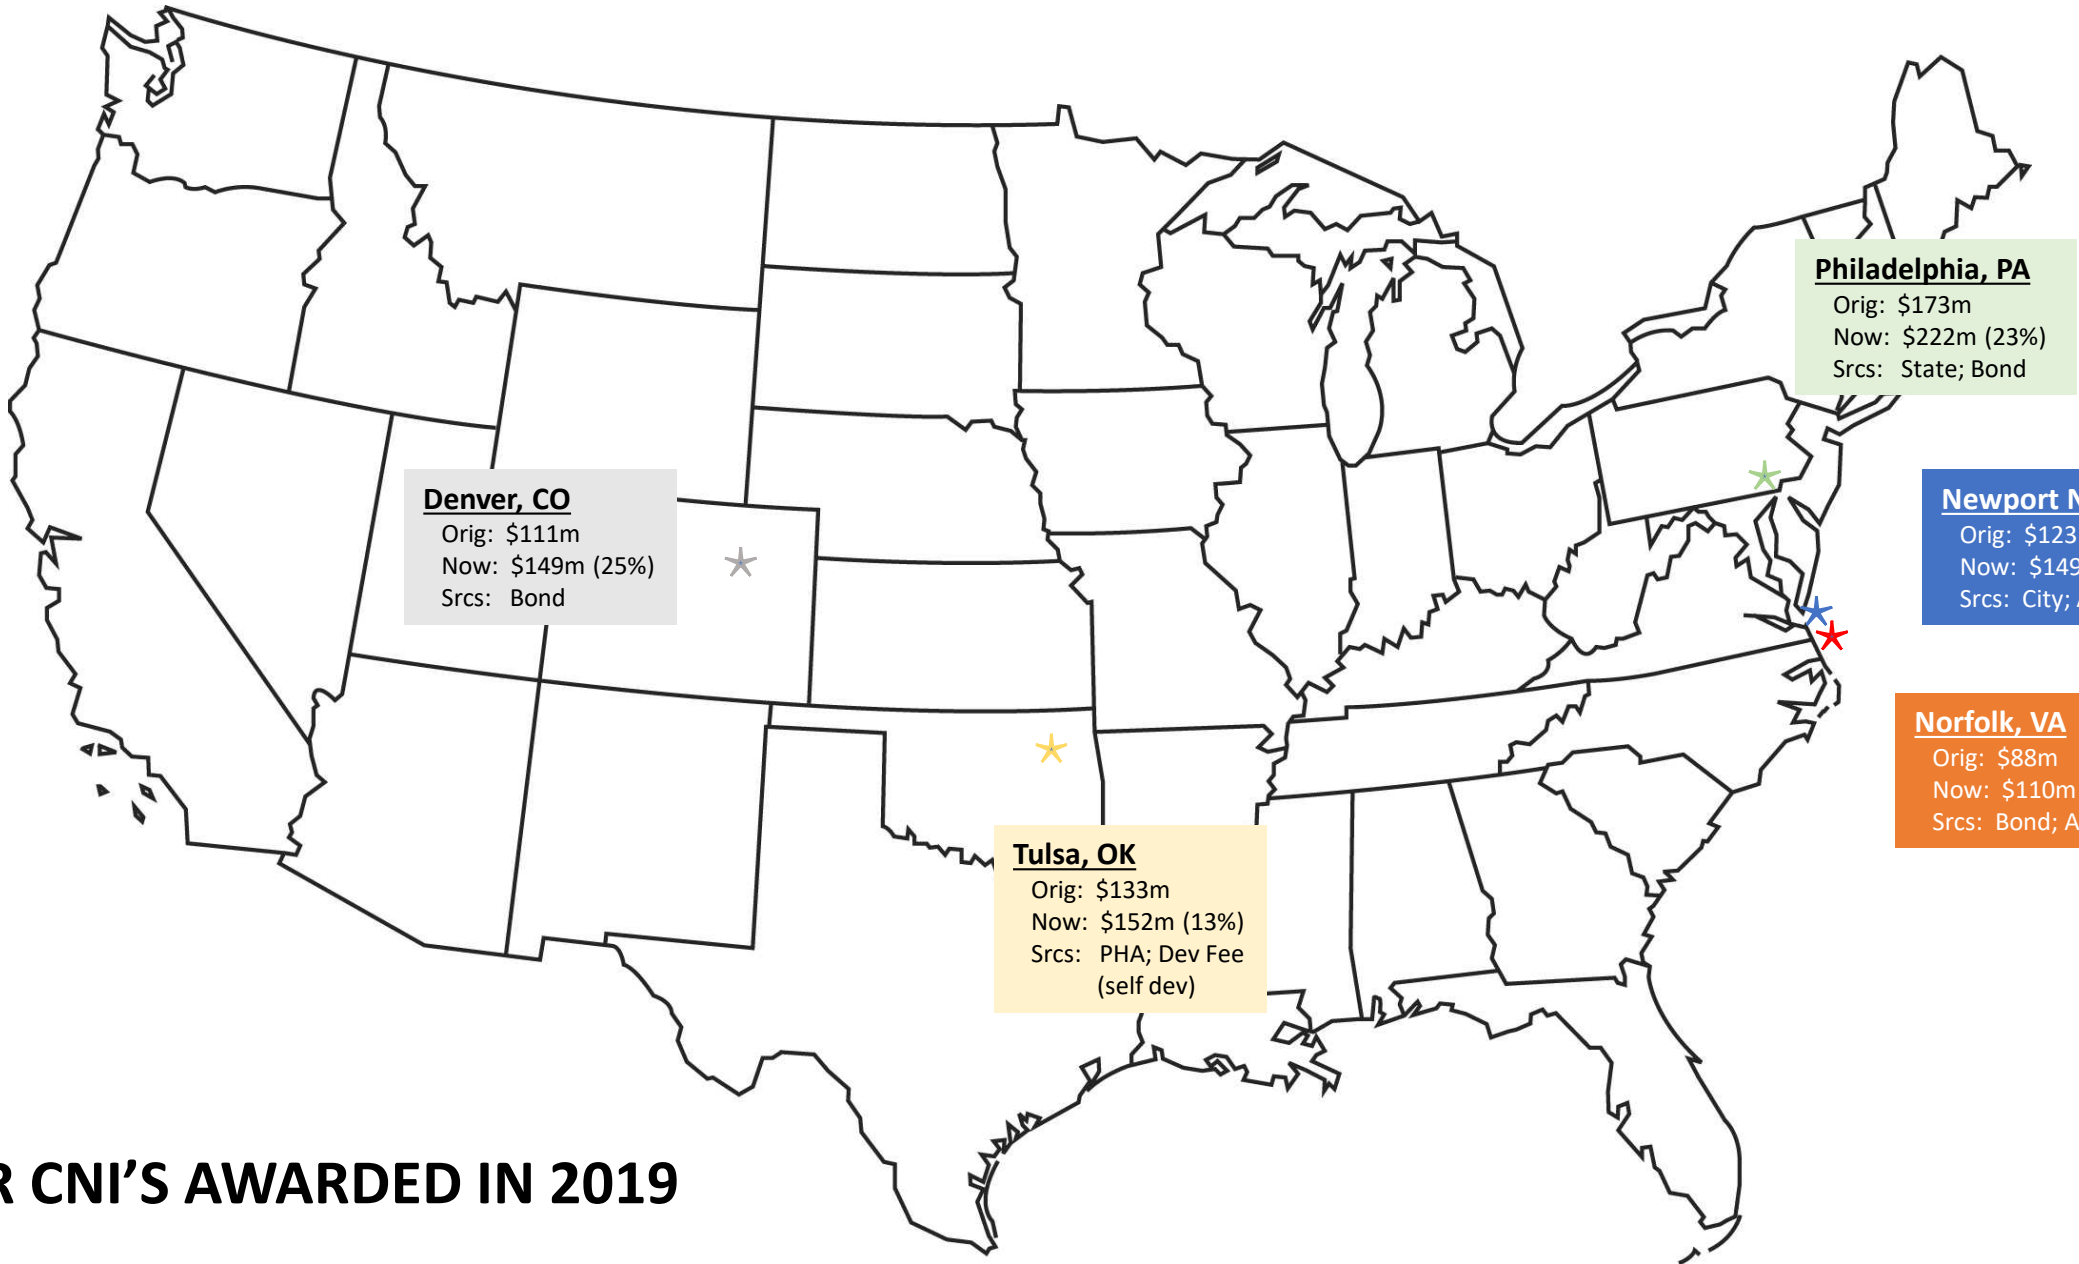 Philadelphia, PA
Orig: $173m
Now: $222m (23%)
Srcs: State; Bond
Denver, CO
Orig: $111m
Now: $149m (25%)
Srcs: Bond
Newport
Orig: $123
Now: $149
Srcs: City;
Norfolk, VA
Orig: $88m
Now: $110m
Srcs: Bond;
Tulsa, OK
Orig: $133m
Now: $152m (13%)
Srcs: PHA; Dev Fee
(self dev)
CNI'S AWARDED IN 2019